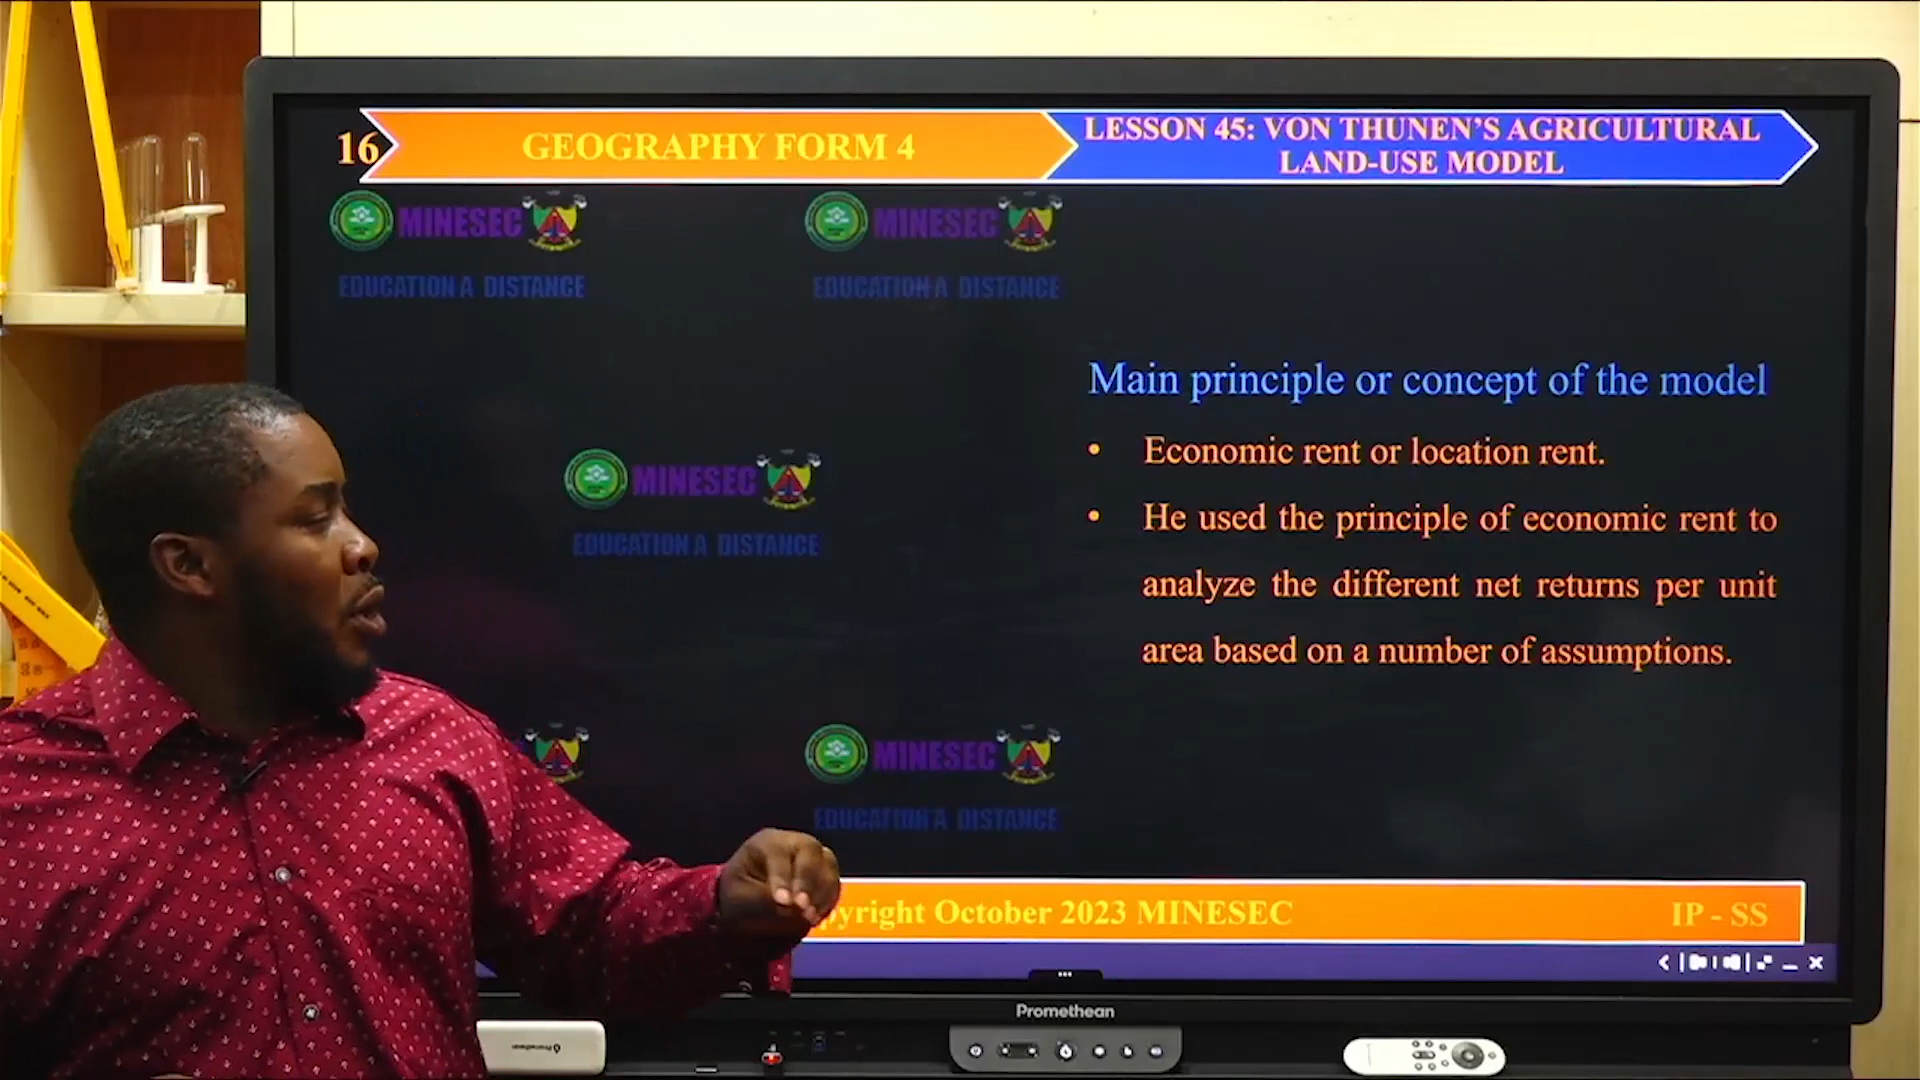 16
GEOGRAPHY FORM 4
LESSON 45: VON THUNEN'S AGRICULTURAL
LAND-USE MODEL
MINESEC
EDUCATION A DISTANCE
MINESEC
EDUCATION A DISTANCE
Main principle or concept of the model
• Economic rent or location rent.
• He used the principle of economic rent to
analyze the different net returns per unit
area based on a number of assumptions.
MINESEC
EDUCATION A DISTANCE
MINESEC
EDUCATION A DISTANCE
pyright October 2023 MINESEC
IP - SS
Promethean